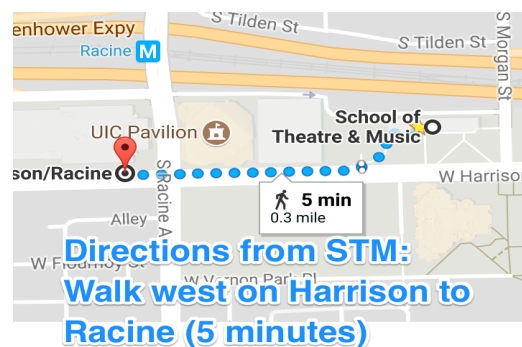 enhower Expy
S Tilden St
S Tilden St
Racine M
S Morgan St
School of
Theatre & Music
UIC Pavilion
son/Racine
W Harriso
S Racine A
5 min
0.3 mile
Alley
Directions from STM:
W Flournoy St
Walk west on Harrison to
W Vernon Park Pl
Racine (5 minutes)